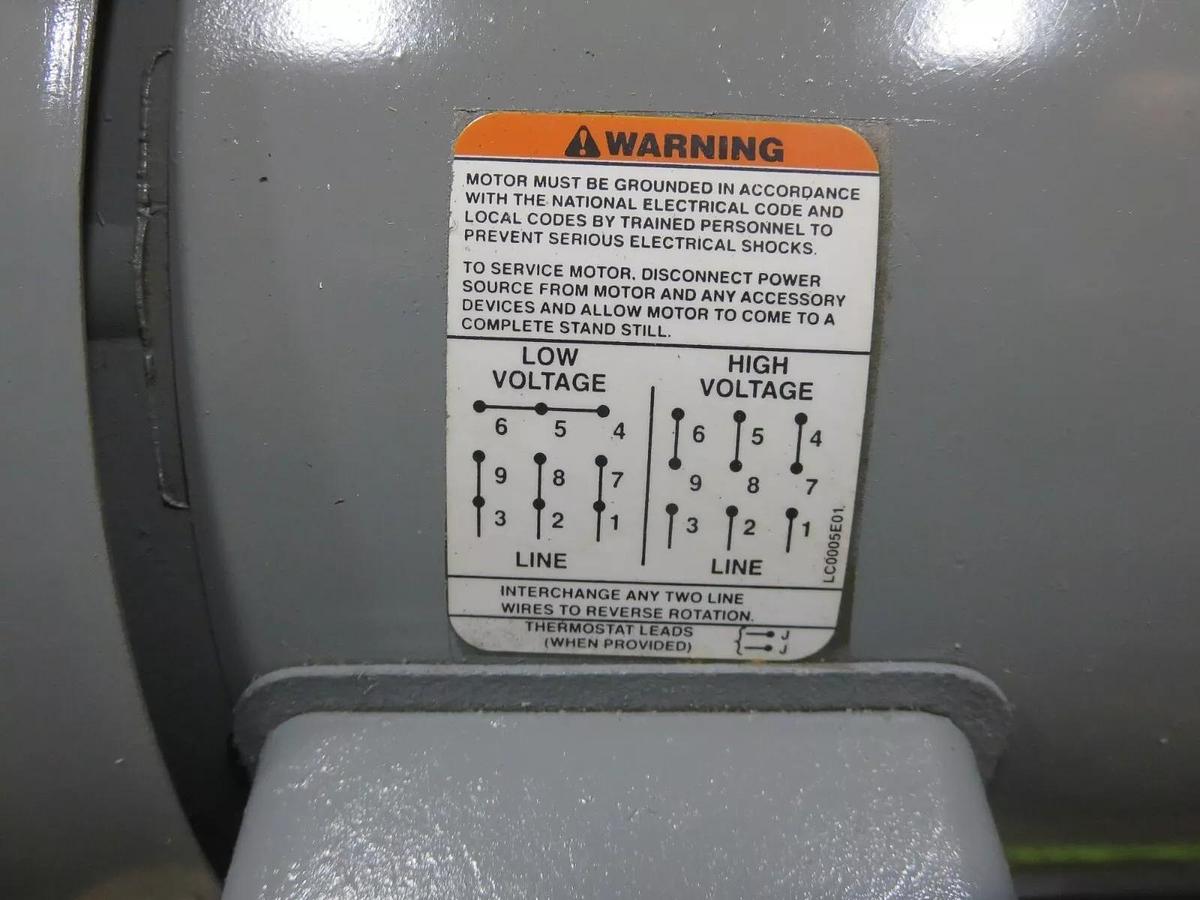 WARNING
MOTOR MUST BE GROUNDED IN ACCORDANCE
WITH THE NATIONAL ELECTRICAL CODE AND
LOCAL CODES BY TRAINED PERSONNEL TO
PREVENT SERIOUS ELECTRICAL SHOCKS.
TO SERVICE MOTOR, DISCONNECT POWER
SOURCE FROM MOTOR AND ANY ACCESSORY
DEVICES AND ALLOW MOTOR TO COME TO A
COMPLETE STAND STILL.
LOW
VOLTAGE
6 5 4
9 8 7
3 2 1
LINE
HIGH
VOLTAGE
6 5 4
9 8 7
3 2 1
LINE
LC0005E01
INTERCHANGE ANY TWO LINE
WIRES TO REVERSE ROTATION.
THERMOSTAT LEADS
(WHEN PROVIDED)
J
J